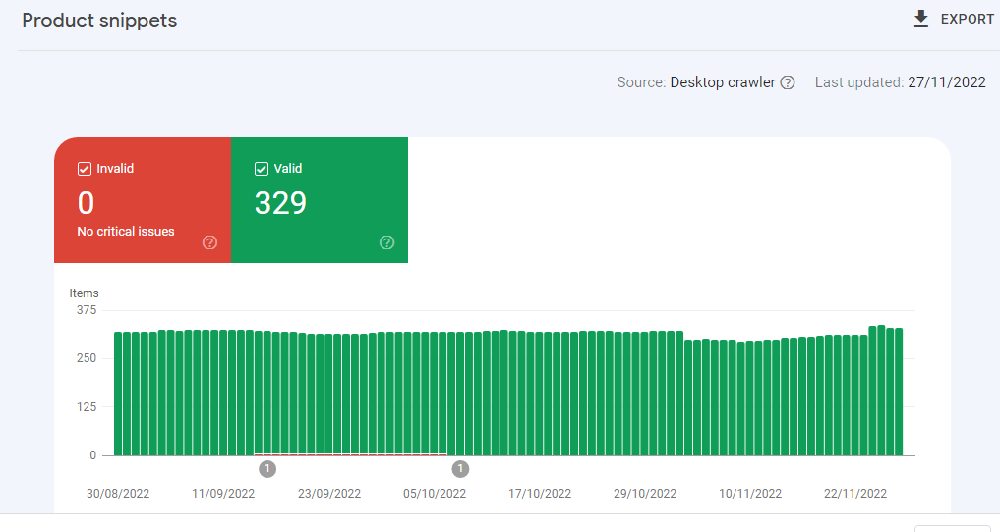 Product snippets
EXPORT
Source: Desktop crawler ? Last updated: 27/11/2022
Invalid
0
No critical issues
?
Valid
329
?
Items
375
250
125
0
1 1
30/08/2022 11/09/2022 23/09/2022 05/10/2022 17/10/2022 29/10/2022 10/11/2022 22/11/2022